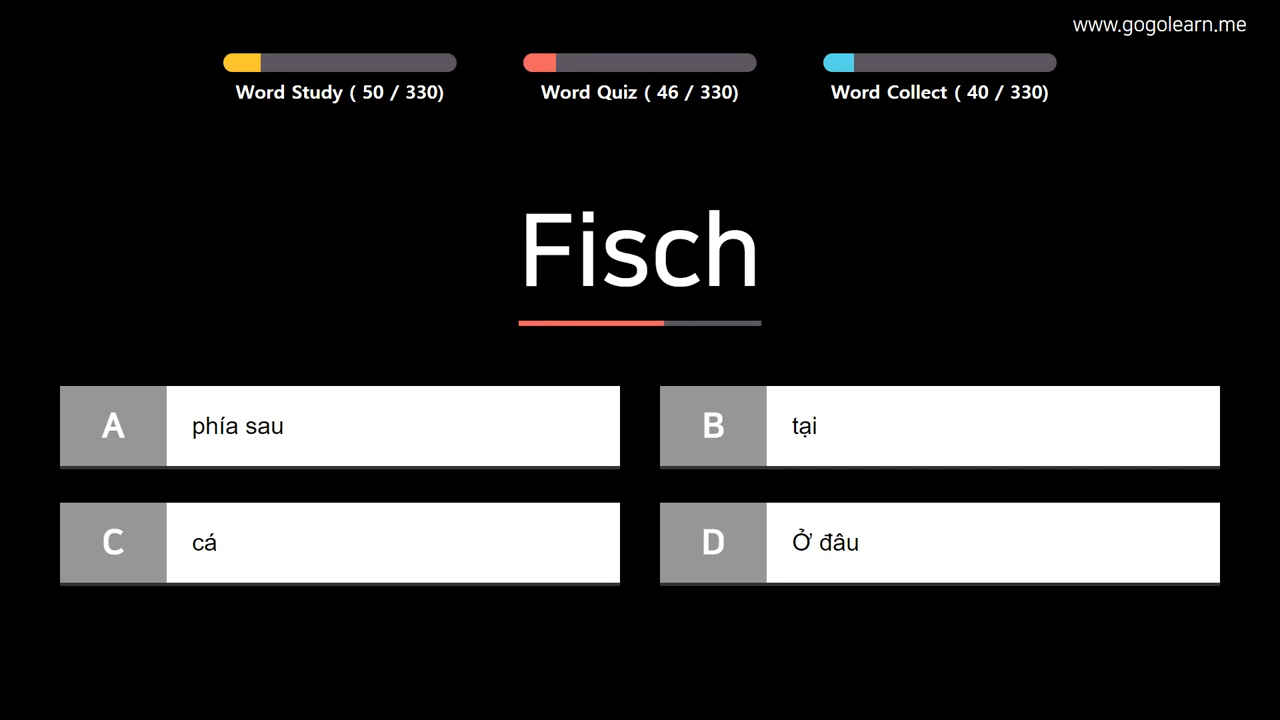 www.gogolearn.me
Word Study ( 50 / 330)
Word Quiz ( 46 / 330)
Word Collect ( 40 / 330)
Fisch
A phía sau
B tại
C cá
D Ở đâu